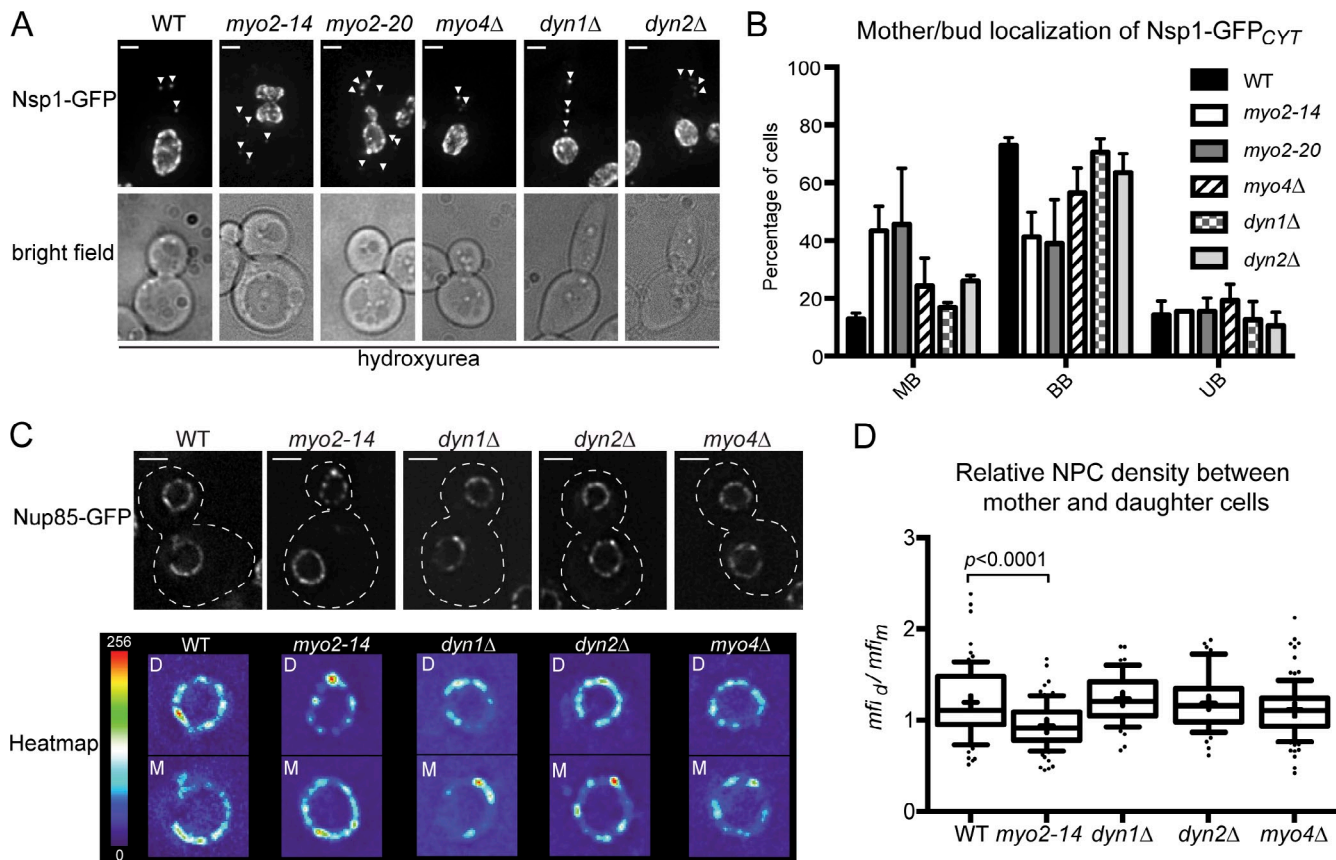 A
WT myo2-14 myo2-20 myo4Δ dyn1Δ dyn2Δ
Nsp1-GFP
bright field
hydroxyurea
B
Mother/bud localization of Nsp1-GFPCYT
100
80
60
40
20
0
Percentage of cells
MB BB UB
WT
myo2-14
myo2-20
myo4Δ
dyn1Δ
dyn2Δ
C
WT myo2-14 dyn1Δ dyn2Δ myo4Δ
Nup85-GFP
256
WT myo2-14 dyn1Δ dyn2Δ myo4Δ
D D D D D
Heatmap
M M M M M
0
D
Relative NPC density between
mother and daughter cells
3
2
1
0
p<0.0001
mfi d / mfi m
WT myo2-14 dyn1Δ dyn2Δ myo4Δ